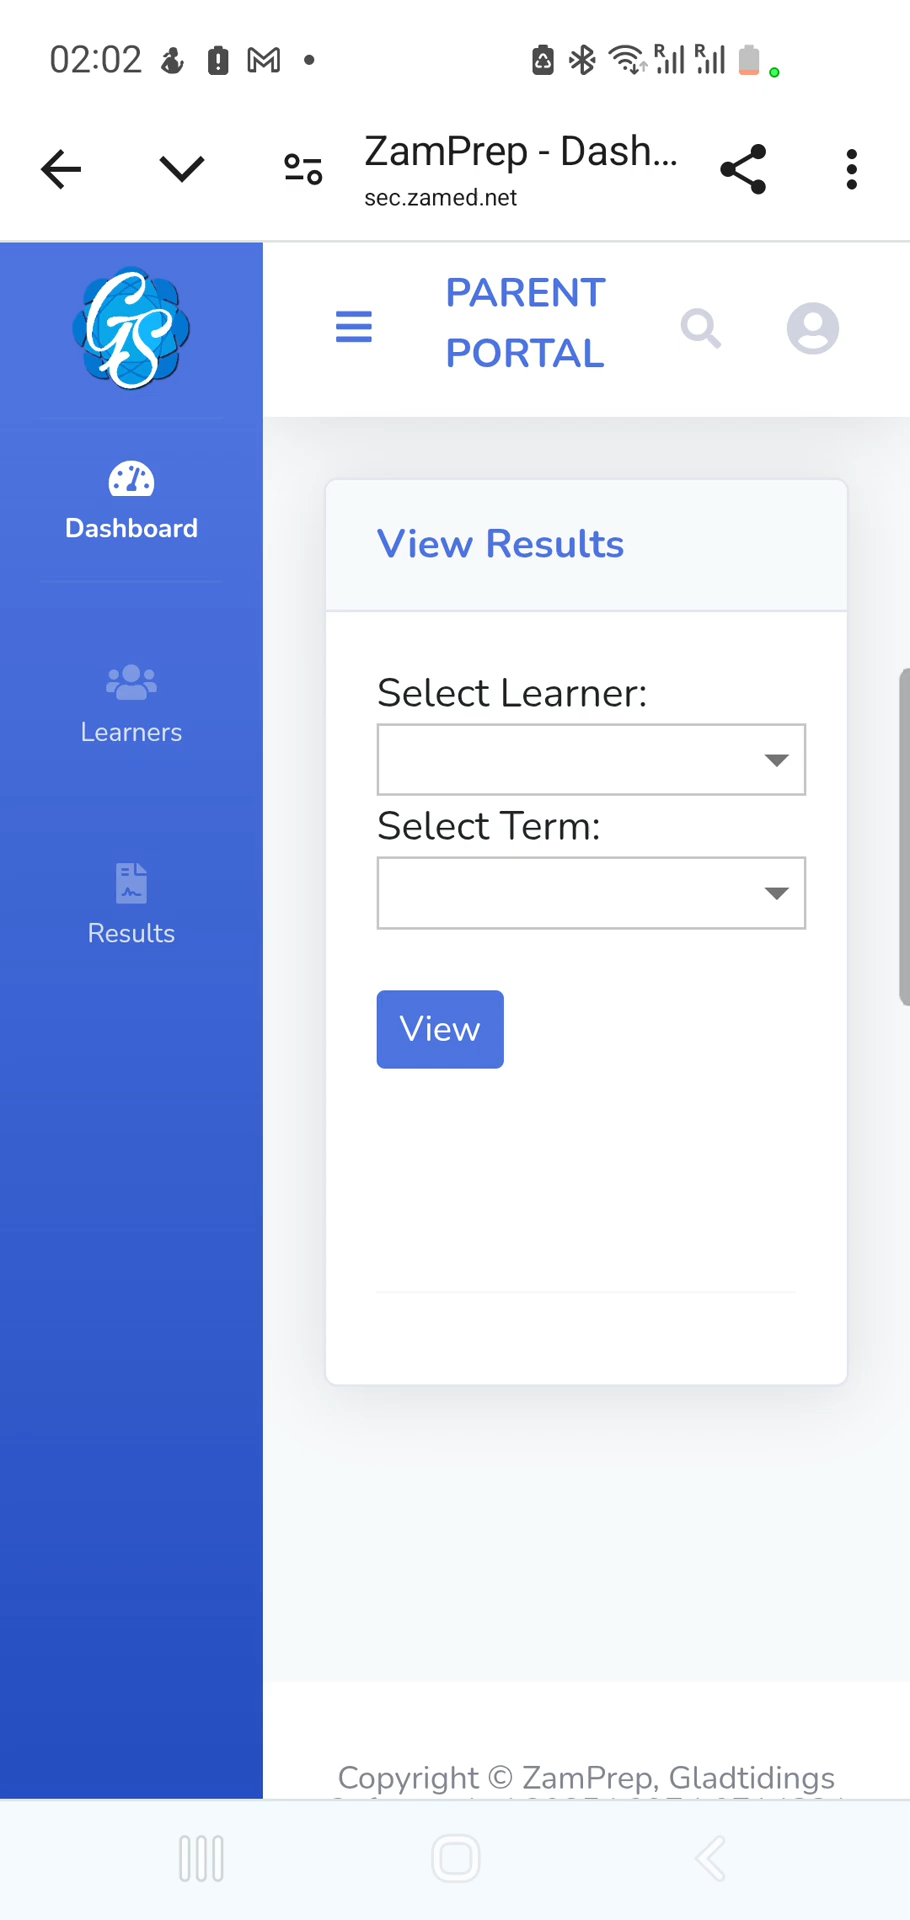 02:02
ZamPrep - Dash...
sec.zamed.net
GTS
PARENT
PORTAL
Dashboard
View Results
Select Learner:
Learners
Select Term:
Results
View
Copyright © ZamPrep, Gladtidings